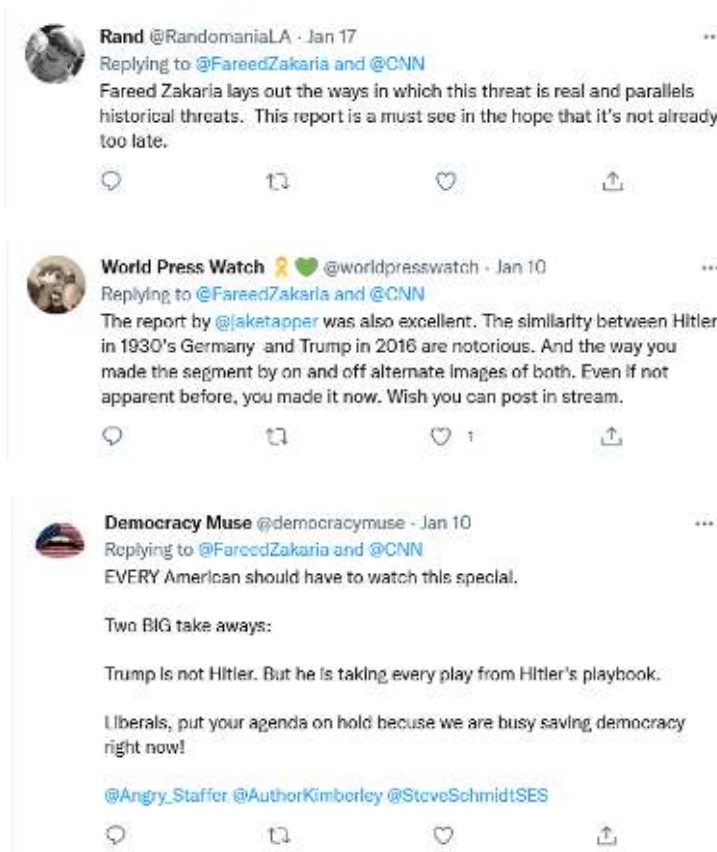 Rand @RandomaniaLA · Jan 17
Replying to @FareedZakaria and @CNN
Fareed Zakaria lays out the ways in which this threat is real and parallels
historical threats. This report is a must see in the hope that it's not already
too late.
World Press Watch 🎗️💚 @worldpresswatch · Jan 10
Replying to @FareedZakaria and @CNN
The report by @jaketapper was also excellent. The similarity between Hitler
in 1930's Germany and Trump in 2016 are notorious. And the way you
made the segment by on and off alternate images of both. Even if not
apparent before, you made it now. Wish you can post in stream.
1
Democracy Muse @democracymuse · Jan 10
Replying to @FareedZakaria and @CNN
EVERY American should have to watch this special.
Two BIG take aways:
Trump is not Hitler. But he is taking every play from Hitler's playbook.
Liberals, put your agenda on hold becuse we are busy saving democracy
right now!
@Angry_Staffer @AuthorKimberley @SteveSchmidtSES